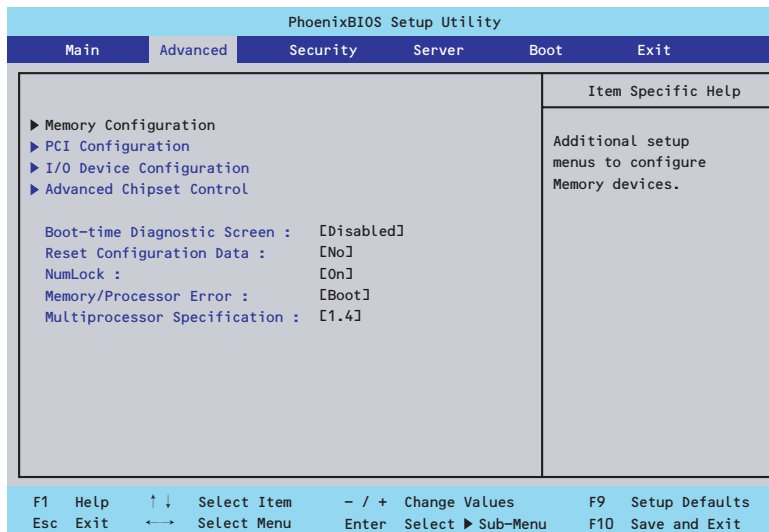 PhoenixBIOS Setup Utility
Main Advanced Security Server Boot Exit
Item Specific Help
▶ Memory Configuration
▶ PCI Configuration
▶ I/O Device Configuration
▶ Advanced Chipset Control
Boot-time Diagnostic Screen : [Disabled]
Reset Configuration Data : [No]
NumLock : [On]
Memory/Processor Error : [Boot]
Multiprocessor Specification : [1.4]
Additional setup
menus to configure
Memory devices.
F1 Help ↑↓ Select Item - / + Change Values F9 Setup Defaults
Esc Exit ←→ Select Menu Enter Select ▶ Sub-Menu F10 Save and Exit